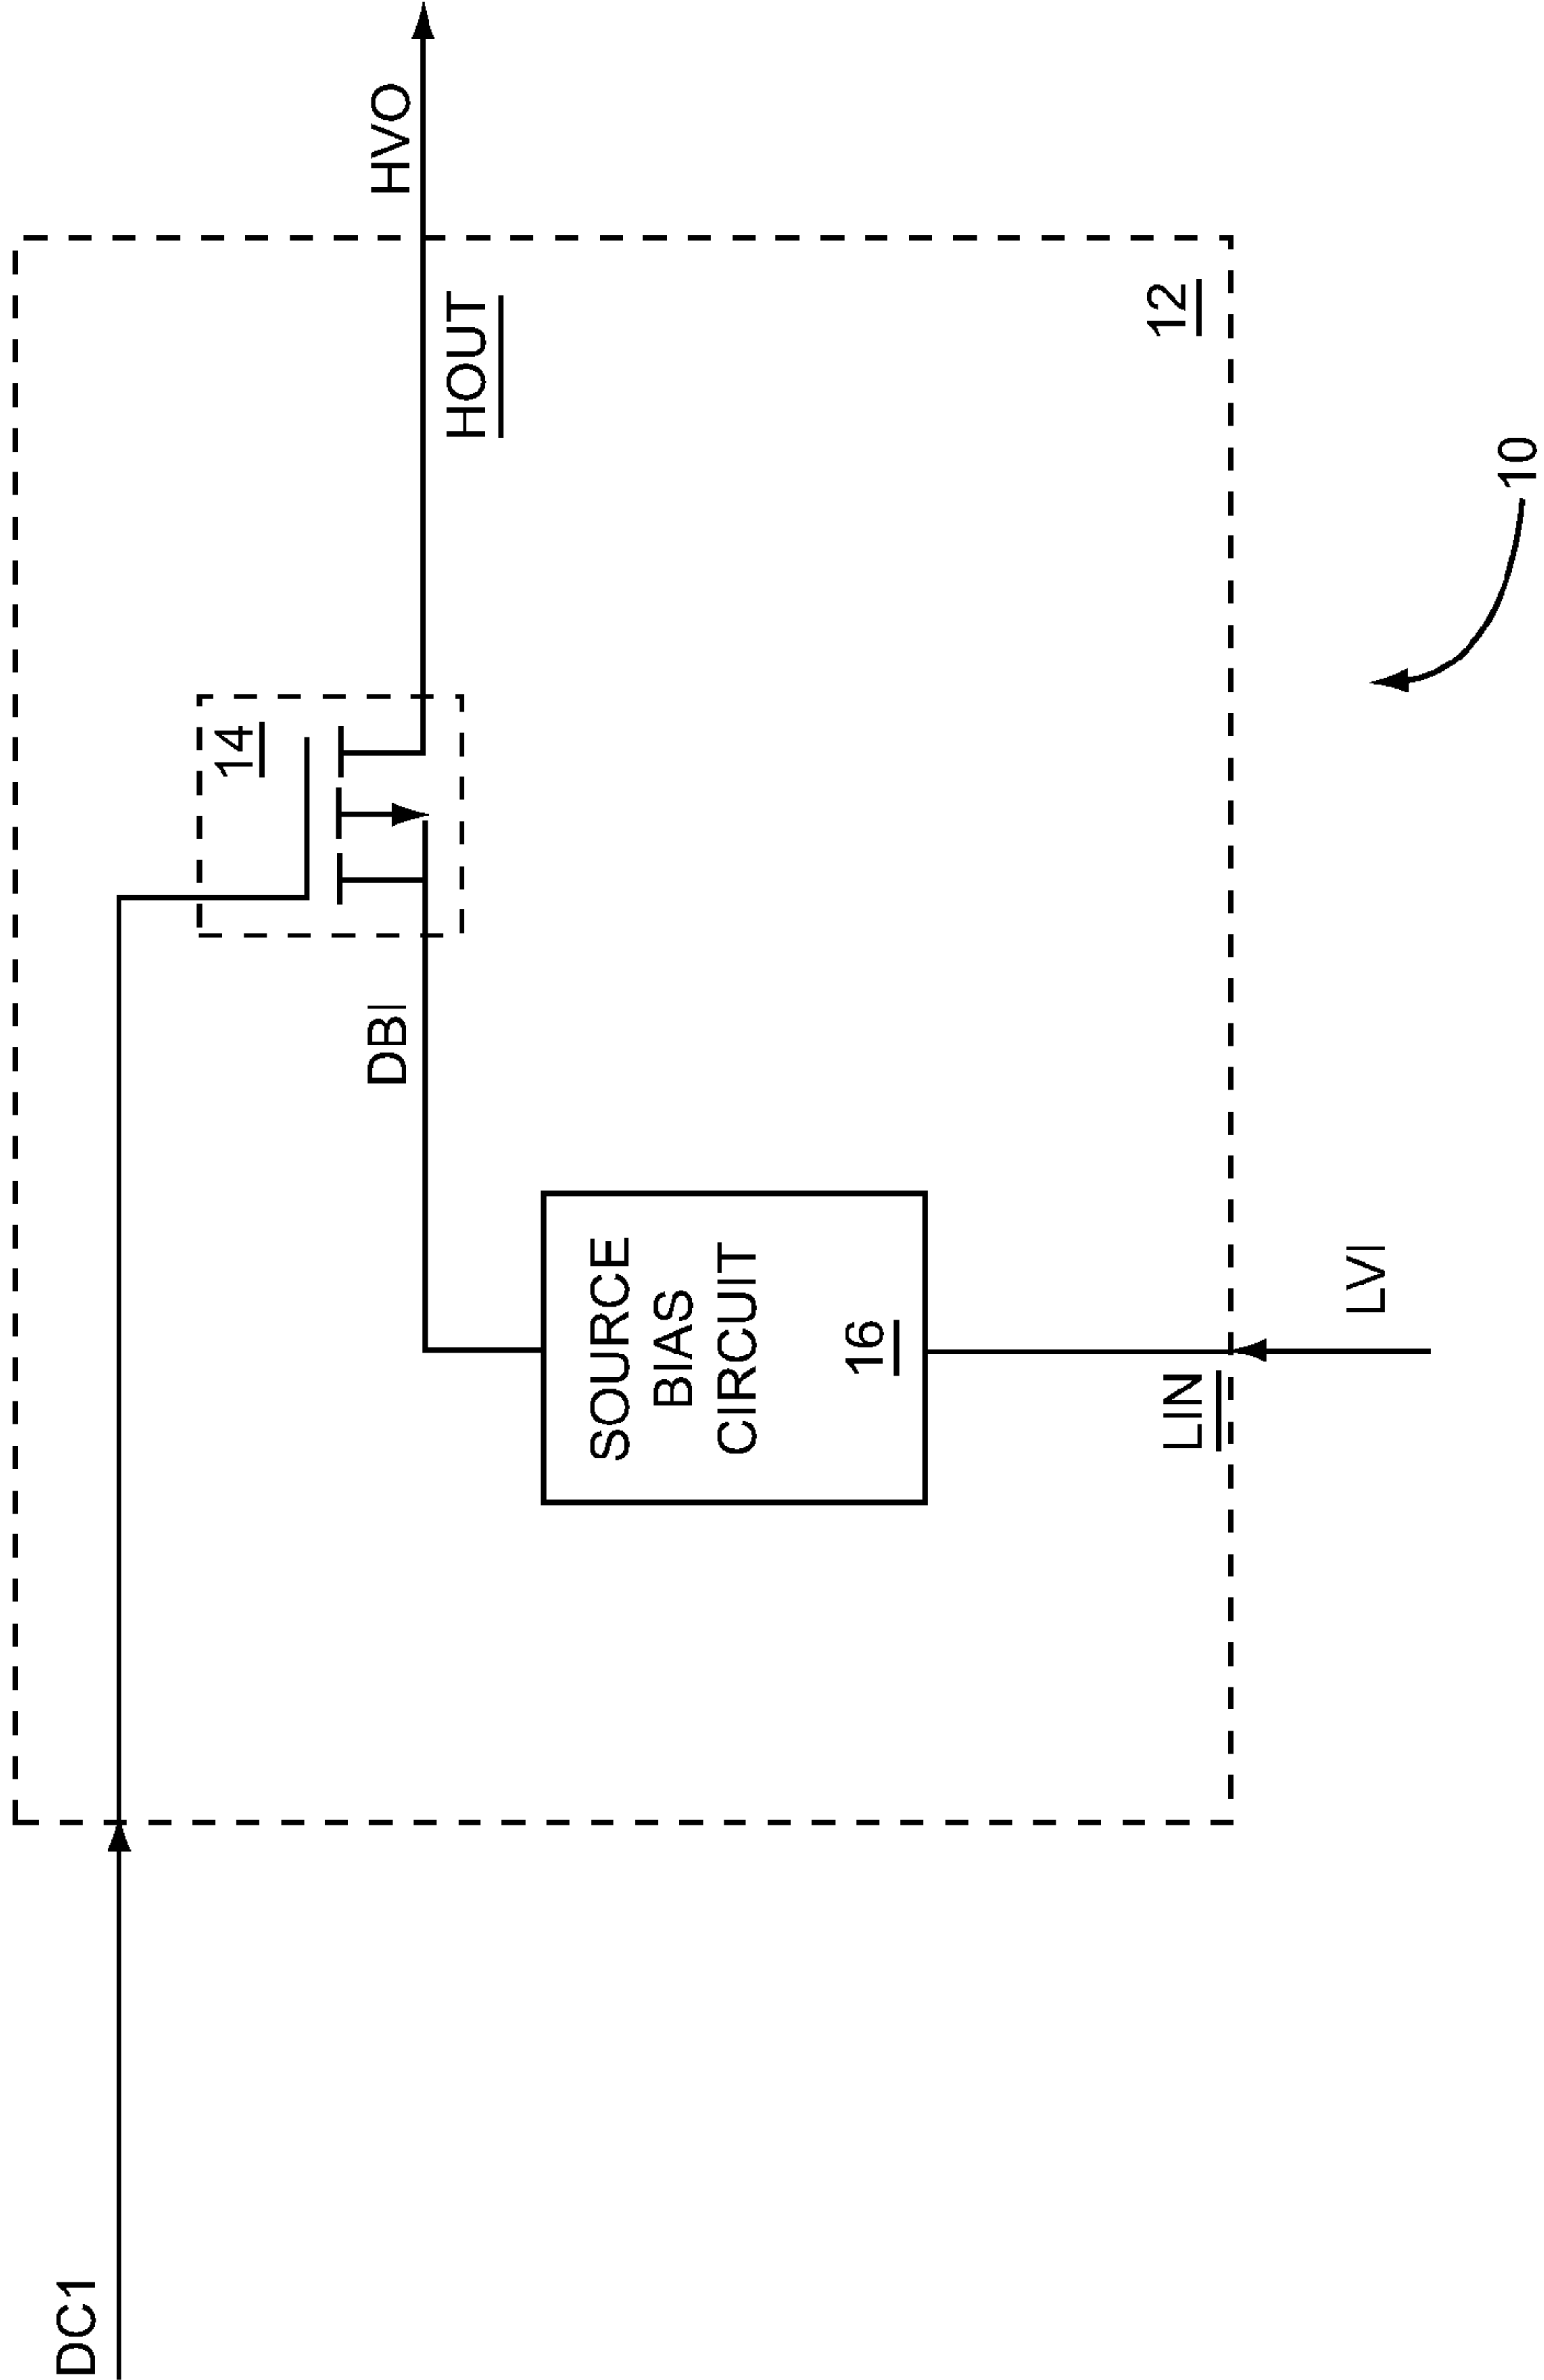 DC1
14
DBI
HVO
HOUT
SOURCE
BIAS
CIRCUIT
16
LIN
12
LVI
10